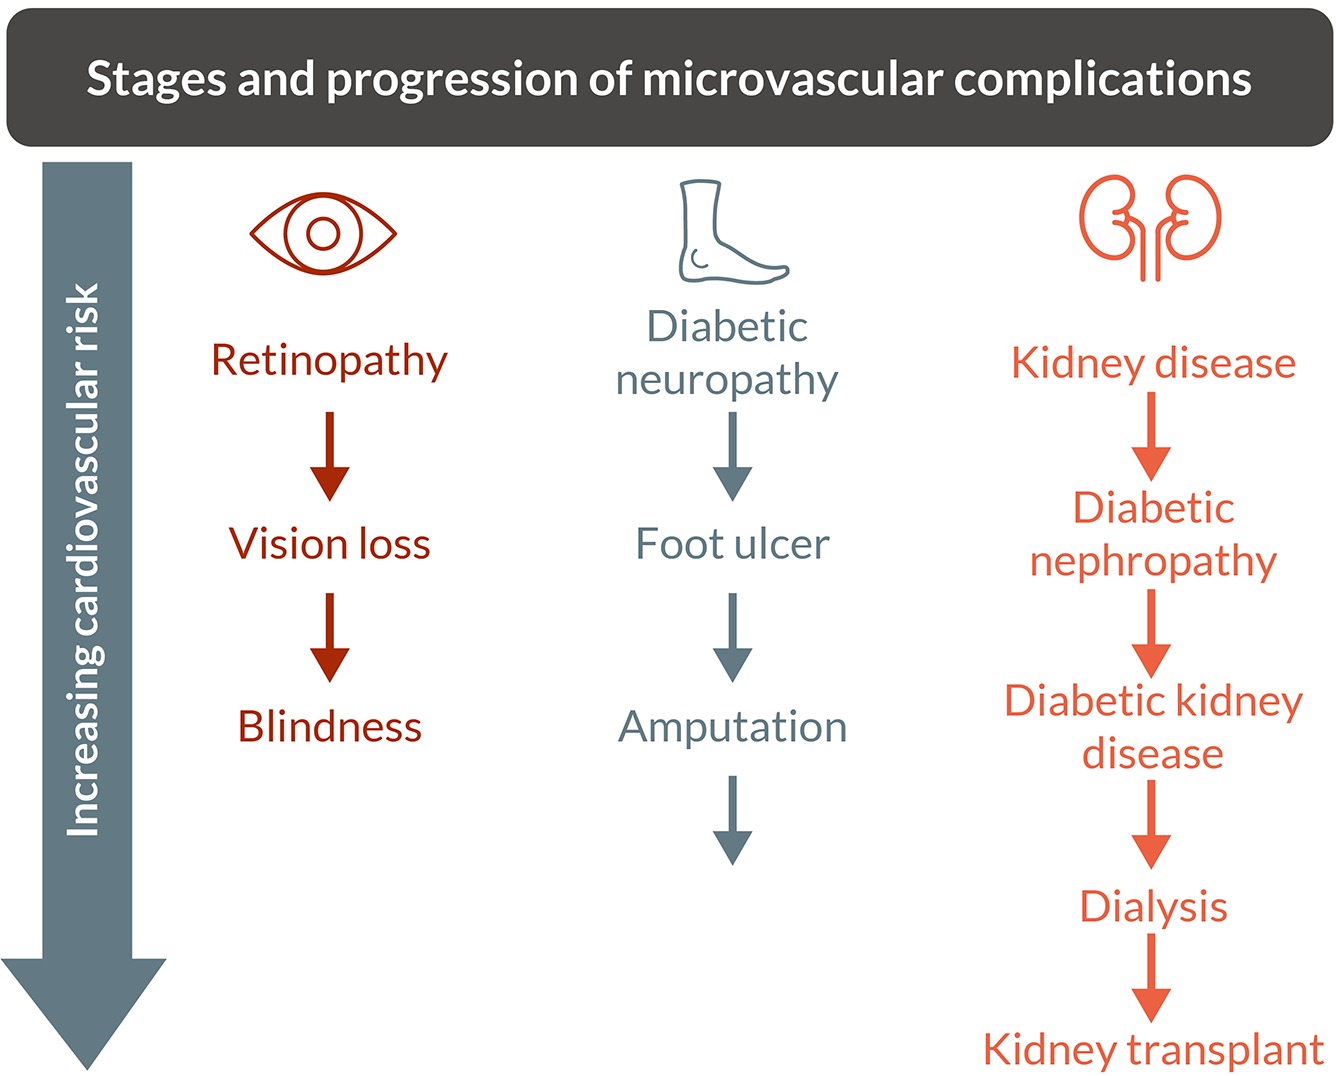 Stages and progression of microvascular complications
Increasing cardiovascular risk
Retinopathy
Vision loss
Blindness
Diabetic
neuropathy
Foot ulcer
Amputation
Kidney disease
Diabetic
nephropathy
Diabetic kidney
disease
Dialysis
Kidney transplant